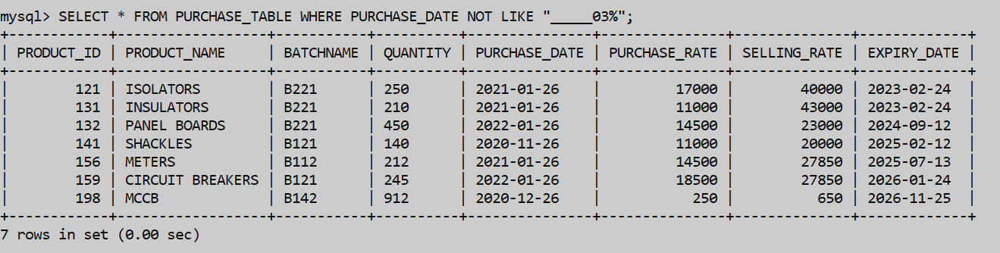 mysql> SELECT * FROM PURCHASE_TABLE WHERE PURCHASE_DATE NOT LIKE "_____03%";
+------------+------------------+-----------+----------+---------------+---------------+--------------+-------------+
| PRODUCT_ID | PRODUCT_NAME     | BATCHNAME | QUANTITY | PURCHASE_DATE | PURCHASE_RATE | SELLING_RATE | EXPIRY_DATE |
+------------+------------------+-----------+----------+---------------+---------------+--------------+-------------+
|        121 | ISOLATORS        | B221      | 250      | 2021-01-26    |         17000 |        40000 | 2023-02-24  |
|        131 | INSULATORS       | B221      | 210      | 2021-01-26    |         11000 |        43000 | 2023-02-24  |
|        132 | PANEL BOARDS     | B221      | 450      | 2022-01-26    |         14500 |        23000 | 2024-09-12  |
|        141 | SHACKLES         | B121      | 140      | 2020-11-26    |         11000 |        20000 | 2025-02-12  |
|        156 | METERS           | B112      | 212      | 2021-01-26    |         14500 |        27850 | 2025-07-13  |
|        159 | CIRCUIT BREAKERS | B121      | 245      | 2022-01-26    |         18500 |        27850 | 2026-01-24  |
|        198 | MCCB             | B142      | 912      | 2020-12-26    |           250 |          650 | 2026-11-25  |
+------------+------------------+-----------+----------+---------------+---------------+--------------+-------------+
7 rows in set (0.00 sec)